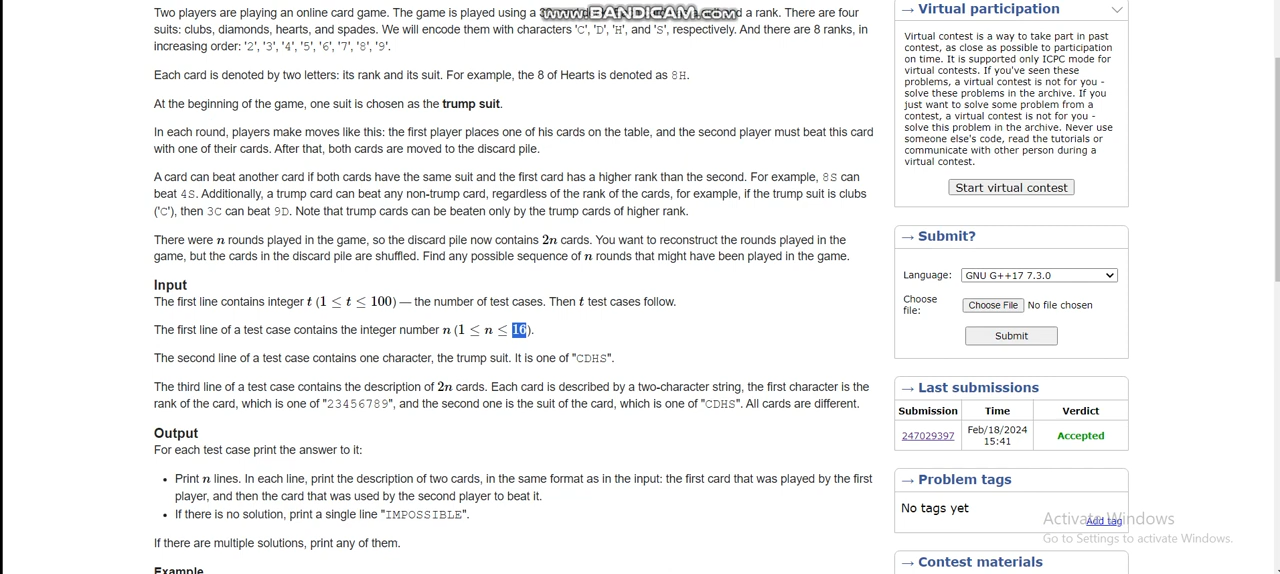 Two players are playing an online card game. The game is played using a 3 www.BANDICAM.com d a rank. There are four
suits: clubs, diamonds, hearts, and spades. We will encode them with characters 'C', 'D', 'H', and 'S', respectively. And there are 8 ranks, in
increasing order: '2', '3', '4', '5', '6', '7', '8', '9'.
Each card is denoted by two letters: its rank and its suit. For example, the 8 of Hearts is denoted as 8H.
At the beginning of the game, one suit is chosen as the trump suit.
In each round, players make moves like this: the first player places one of his cards on the table, and the second player must beat this card
with one of their cards. After that, both cards are moved to the discard pile.
A card can beat another card if both cards have the same suit and the first card has a higher rank than the second. For example, 8S can
beat 4S. Additionally, a trump card can beat any non-trump card, regardless of the rank of the cards, for example, if the trump suit is clubs
('C'), then 3C can beat 9D. Note that trump cards can be beaten only by the trump cards of higher rank.
There were n rounds played in the game, so the discard pile now contains 2n cards. You want to reconstruct the rounds played in the
game, but the cards in the discard pile are shuffled. Find any possible sequence of n rounds that might have been played in the game.
Input
The first line contains integer t (1 ≤ t ≤ 100) — the number of test cases. Then t test cases follow.
The first line of a test case contains the integer number n (1 ≤ n ≤ 16).
The second line of a test case contains one character, the trump suit. It is one of "CDHS".
The third line of a test case contains the description of 2n cards. Each card is described by a two-character string, the first character is the
rank of the card, which is one of "23456789", and the second one is the suit of the card, which is one of "CDHS". All cards are different.
Output
For each test case print the answer to it:
• Print n lines. In each line, print the description of two cards, in the same format as in the input: the first card that was played by the first
player, and then the card that was used by the second player to beat it.
• If there is no solution, print a single line "IMPOSSIBLE".
If there are multiple solutions, print any of them.
Example
→ Virtual participation
Virtual contest is a way to take part in past
contest, as close as possible to participation
on time. It is supported only ICPC mode for
virtual contests. If you've seen these
problems, a virtual contest is not for you -
solve these problems in the archive. If you
just want to solve some problem from a
contest, a virtual contest is not for you -
solve this problem in the archive. Never use
someone else's code, read the tutorials or
communicate with other person during a
virtual contest.
Start virtual contest
→ Submit?
Language: GNU G++17 7.3.0
Choose
file: Choose File No file chosen
Submit
→ Last submissions
Submission Time Verdict
247029397 Feb/18/2024
15:41 Accepted
→ Problem tags
No tags yet
Add tag
Activate Windows
Go to Settings to activate Windows.
→ Contest materials